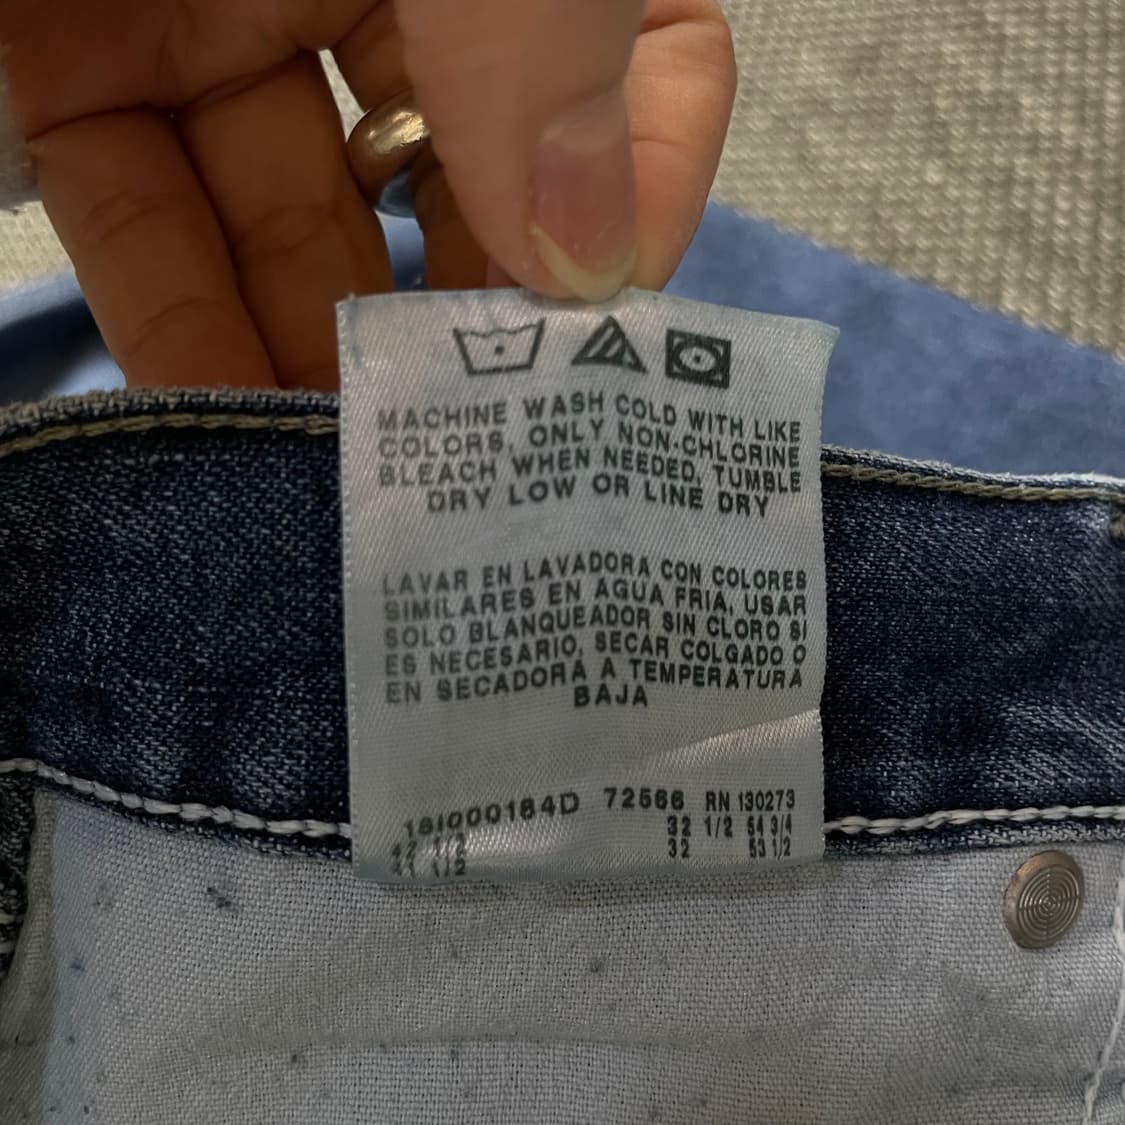 MACHINE WASH COLD WITH LIKE
COLORS, ONLY NON-CHLORINE
BLEACH WHEN NEEDED, TUMBLE
DRY LOW OR LINE DRY
LAVAR EN LAVADORA CON COLORES
SIMILARES EN AGUA FRIA, USAR
SOLO BLANQUEADOR SIN CLORO SI
ES NECESARIO, SECAR COLGADO O
EN SECADORA A TEMPERATURA
BAJA
181000184D 72566 RN 130273
42 1/2 32 1/2 54 3/4
41 1/2 32 53 1/2